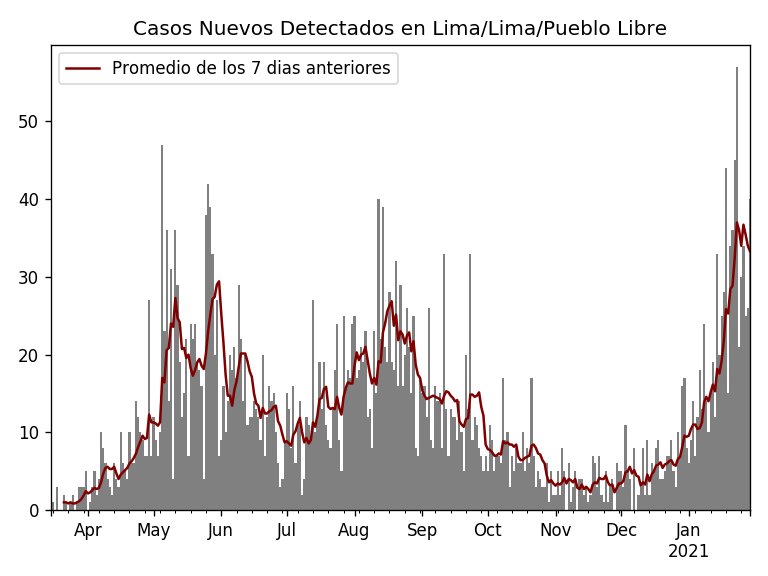 Casos Nuevos Detectados en Lima/Lima/Pueblo Libre
Promedio de los 7 dias anteriores
50
40
30
20
10
0
Apr May Jun Jul Aug Sep Oct Nov Dec Jan
2021